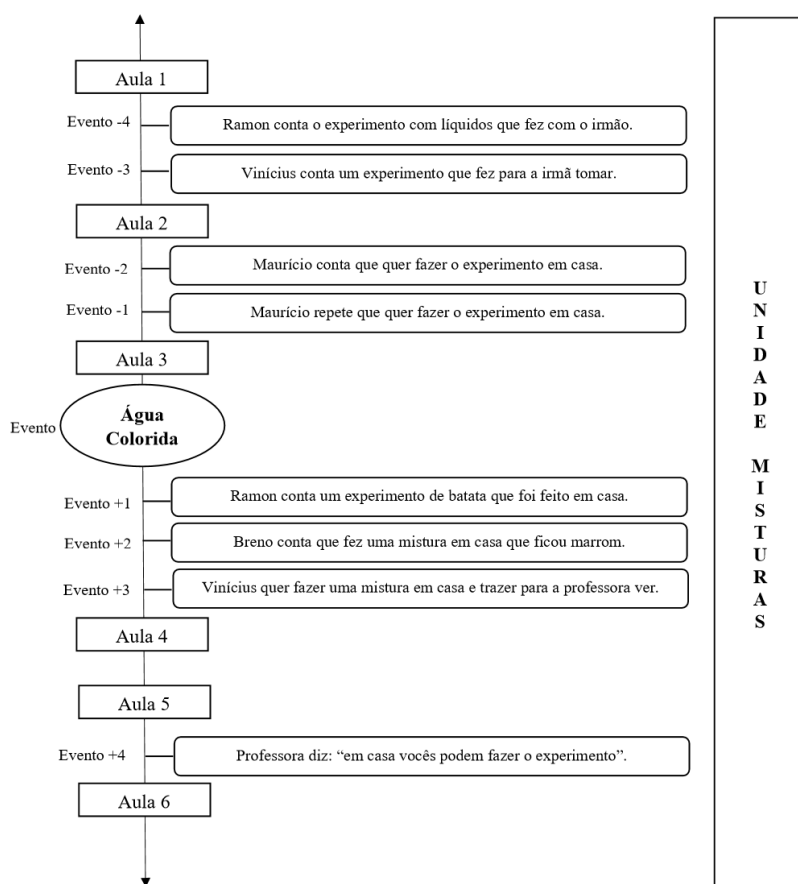 Aula 1
Evento -4
Ramon conta o experimento com líquidos que fez com o irmão.
Evento -3
Vinícius conta um experimento que fez para a irmã tomar.
Aula 2
Evento -2
Maurício conta que quer fazer o experimento em casa.
Evento -1
Maurício repete que quer fazer o experimento em casa.
Aula 3
Evento
Água
Colorida
Evento +1
Ramon conta um experimento de batata que foi feito em casa.
Evento +2
Breno conta que fez uma mistura em casa que ficou marrom.
Evento +3
Vinícius quer fazer uma mistura em casa e trazer para a professora ver.
Aula 4
Aula 5
Evento +4
Professora diz: “em casa vocês podem fazer o experimento”.
Aula 6
UNIDADE MISTURAS